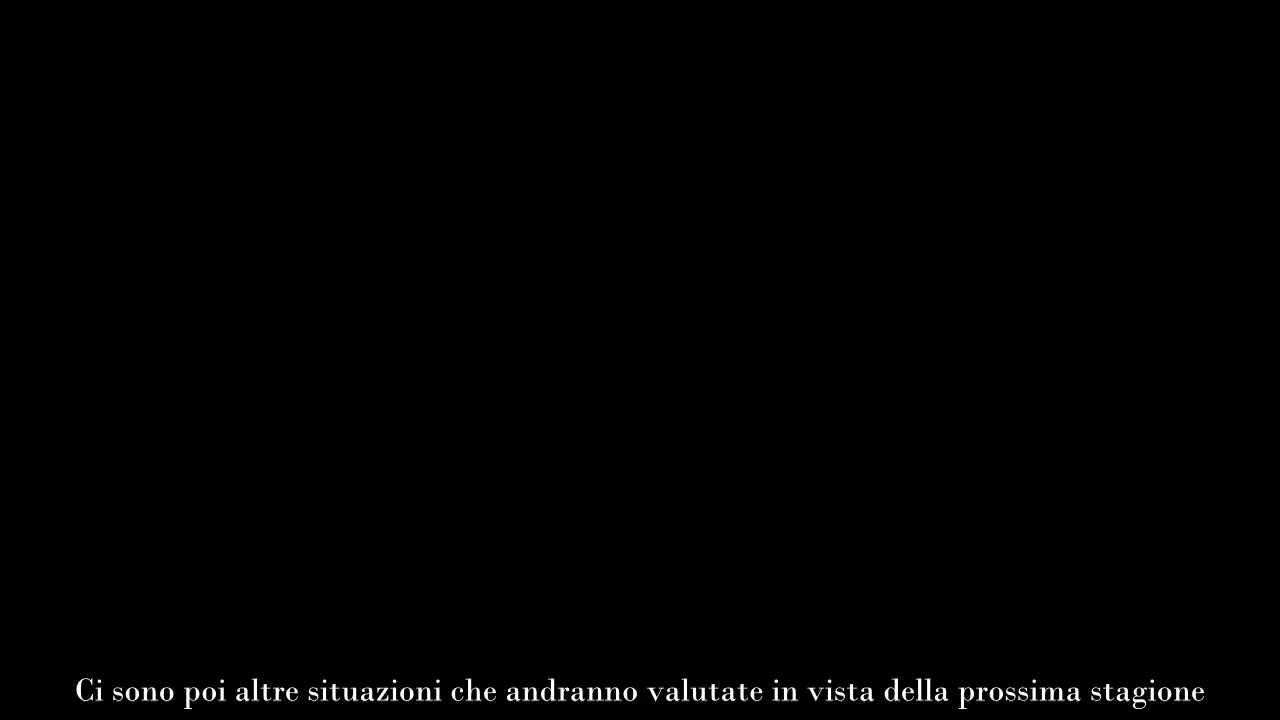 Ci sono poi altre situazioni che andranno valutate in vista della prossima stagione